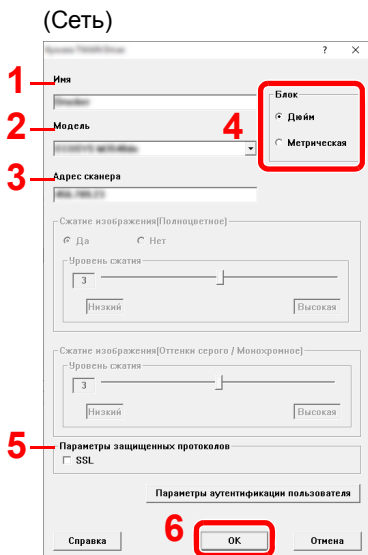 (Сеть)
? ×
1 Имя
Блок
4 Дюйм
2 Модель
Метрическая
3 Адрес сканера
Сжатие изображения(Полноцветное)
Да Нет
Уровень сжатия
3
Низкий Высокая
Сжатие изображения(Оттенки серого / Монохромное)
Уровень сжатия
3
Низкий Высокая
5 Параметры защищенных протоколов
SSL
Параметры аутентификации пользователя
6
Справка OK Отмена